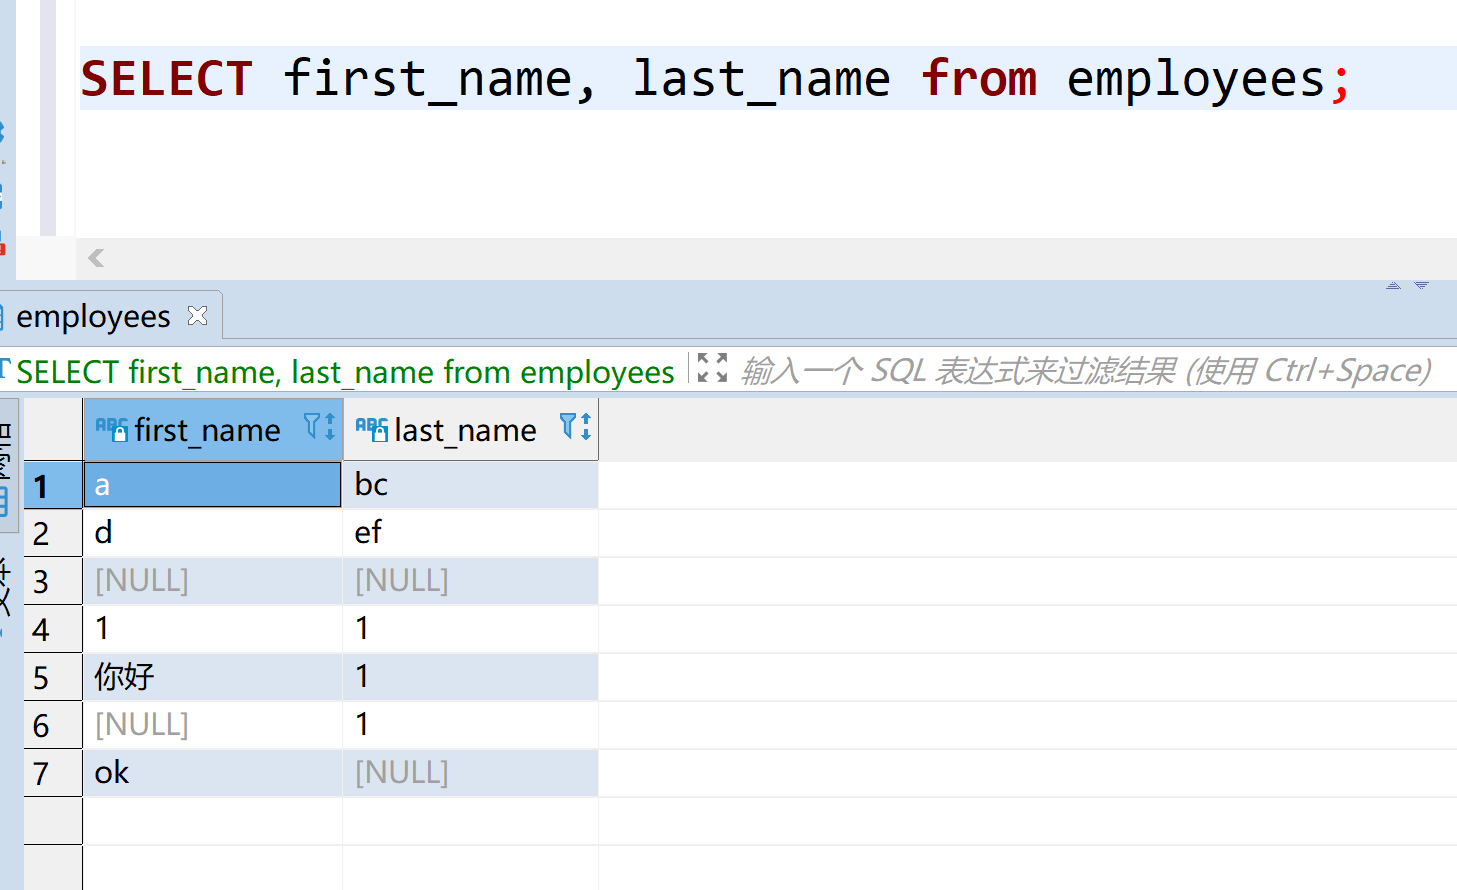 SELECT first_name, last_name from employees;
employees
SELECT first_name, last_name from employees 输入一个 SQL 表达式来过滤结果 (使用 Ctrl+Space)
ABC first_name ABC last_name
1 a bc
2 d ef
3 [NULL] [NULL]
4 1 1
5 你好 1
6 [NULL] 1
7 ok [NULL]